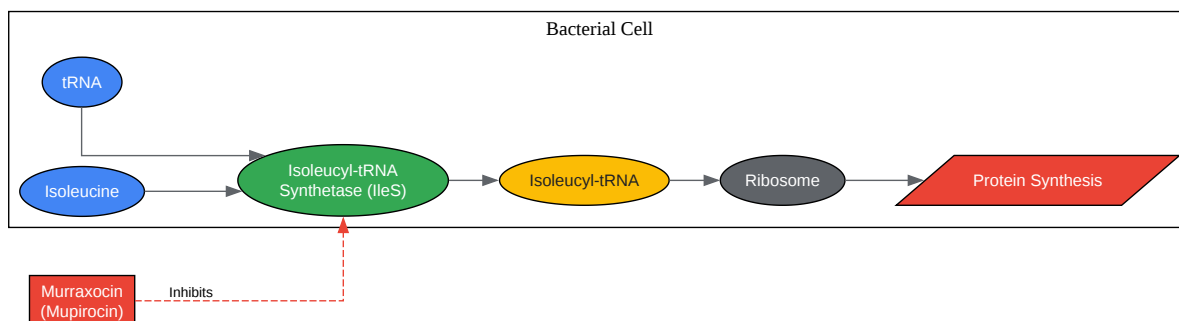 Bacterial Cell
tRNA
Isoleucine
Isoleucyl-tRNA
Synthetase (IleS)
Isoleucyl-tRNA
Ribosome
Protein Synthesis
Murraxocin
(Mupirocin)
Inhibits